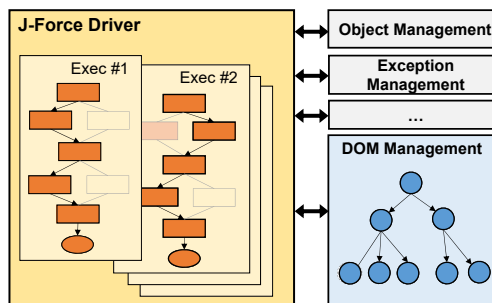 J-Force Driver
Exec #1
Exec #2
Object Management
Exception
Management
...
DOM Management